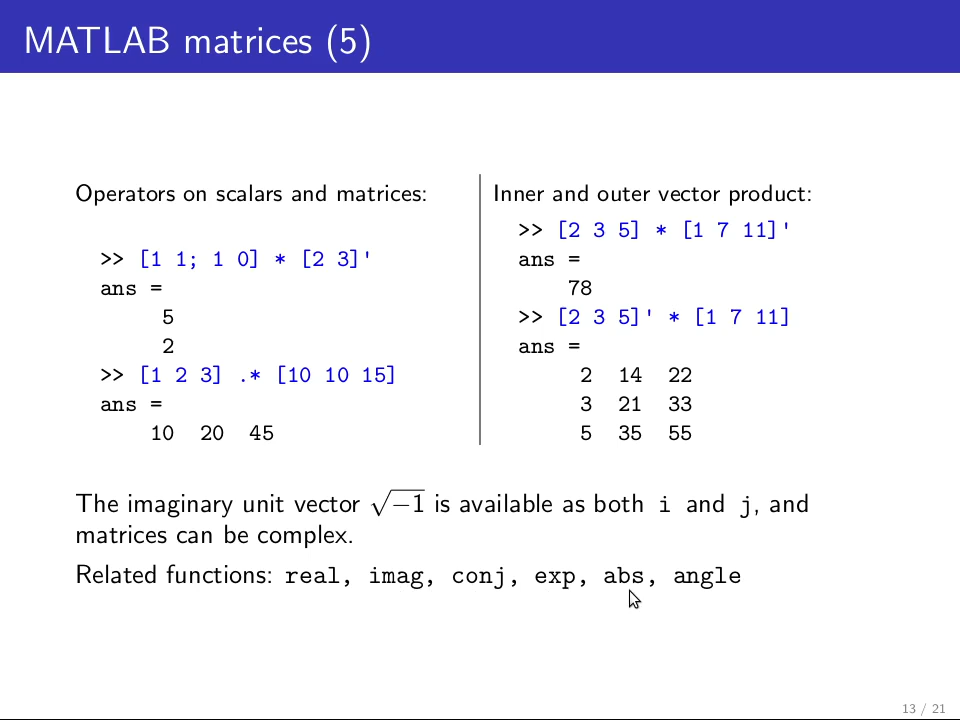 MATLAB matrices (5)
Operators on scalars and matrices:
>> [1 1; 1 0] * [2 3]'
ans =
5
2
>> [1 2 3] .* [10 10 15]
ans =
10 20 45
Inner and outer vector product:
>> [2 3 5] * [1 7 11]'
ans =
78
>> [2 3 5]' * [1 7 11]
ans =
2 14 22
3 21 33
5 35 55
The imaginary unit vector √−1 is available as both i and j, and
matrices can be complex.
Related functions: real, imag, conj, exp, abs, angle
13 / 21